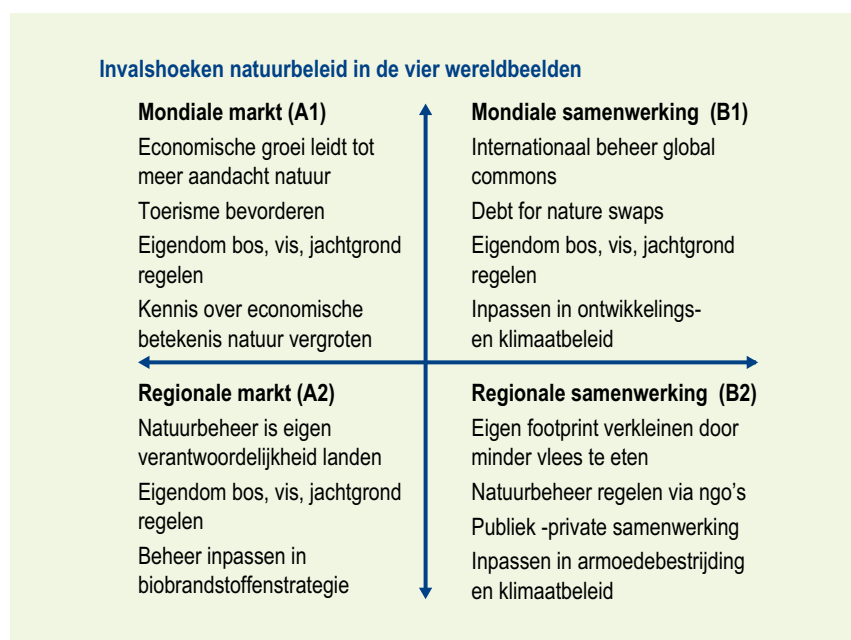 Invalshoeken natuurbeleid in de vier wereldbeelden
Mondiale markt (A1)
Economische groei leidt tot
meer aandacht natuur
Toerisme bevorderen
Eigendom bos, vis, jachtgrond
regelen
Kennis over economische
betekenis natuur vergroten
Mondiale samenwerking (B1)
Internationaal beheer global
commons
Debt for nature swaps
Eigendom bos, vis, jachtgrond
regelen
Inpassen in ontwikkelings-
en klimaatbeleid
Regionale markt (A2)
Natuurbeheer is eigen
verantwoordelijkheid landen
Eigendom bos, vis, jachtgrond
regelen
Beheer inpassen in
biobrandstoffenstrategie
Regionale samenwerking (B2)
Eigen footprint verkleinen door
minder vlees te eten
Natuurbeheer regelen via ngo's
Publiek -private samenwerking
Inpassen in armoedebestrijding
en klimaatbeleid